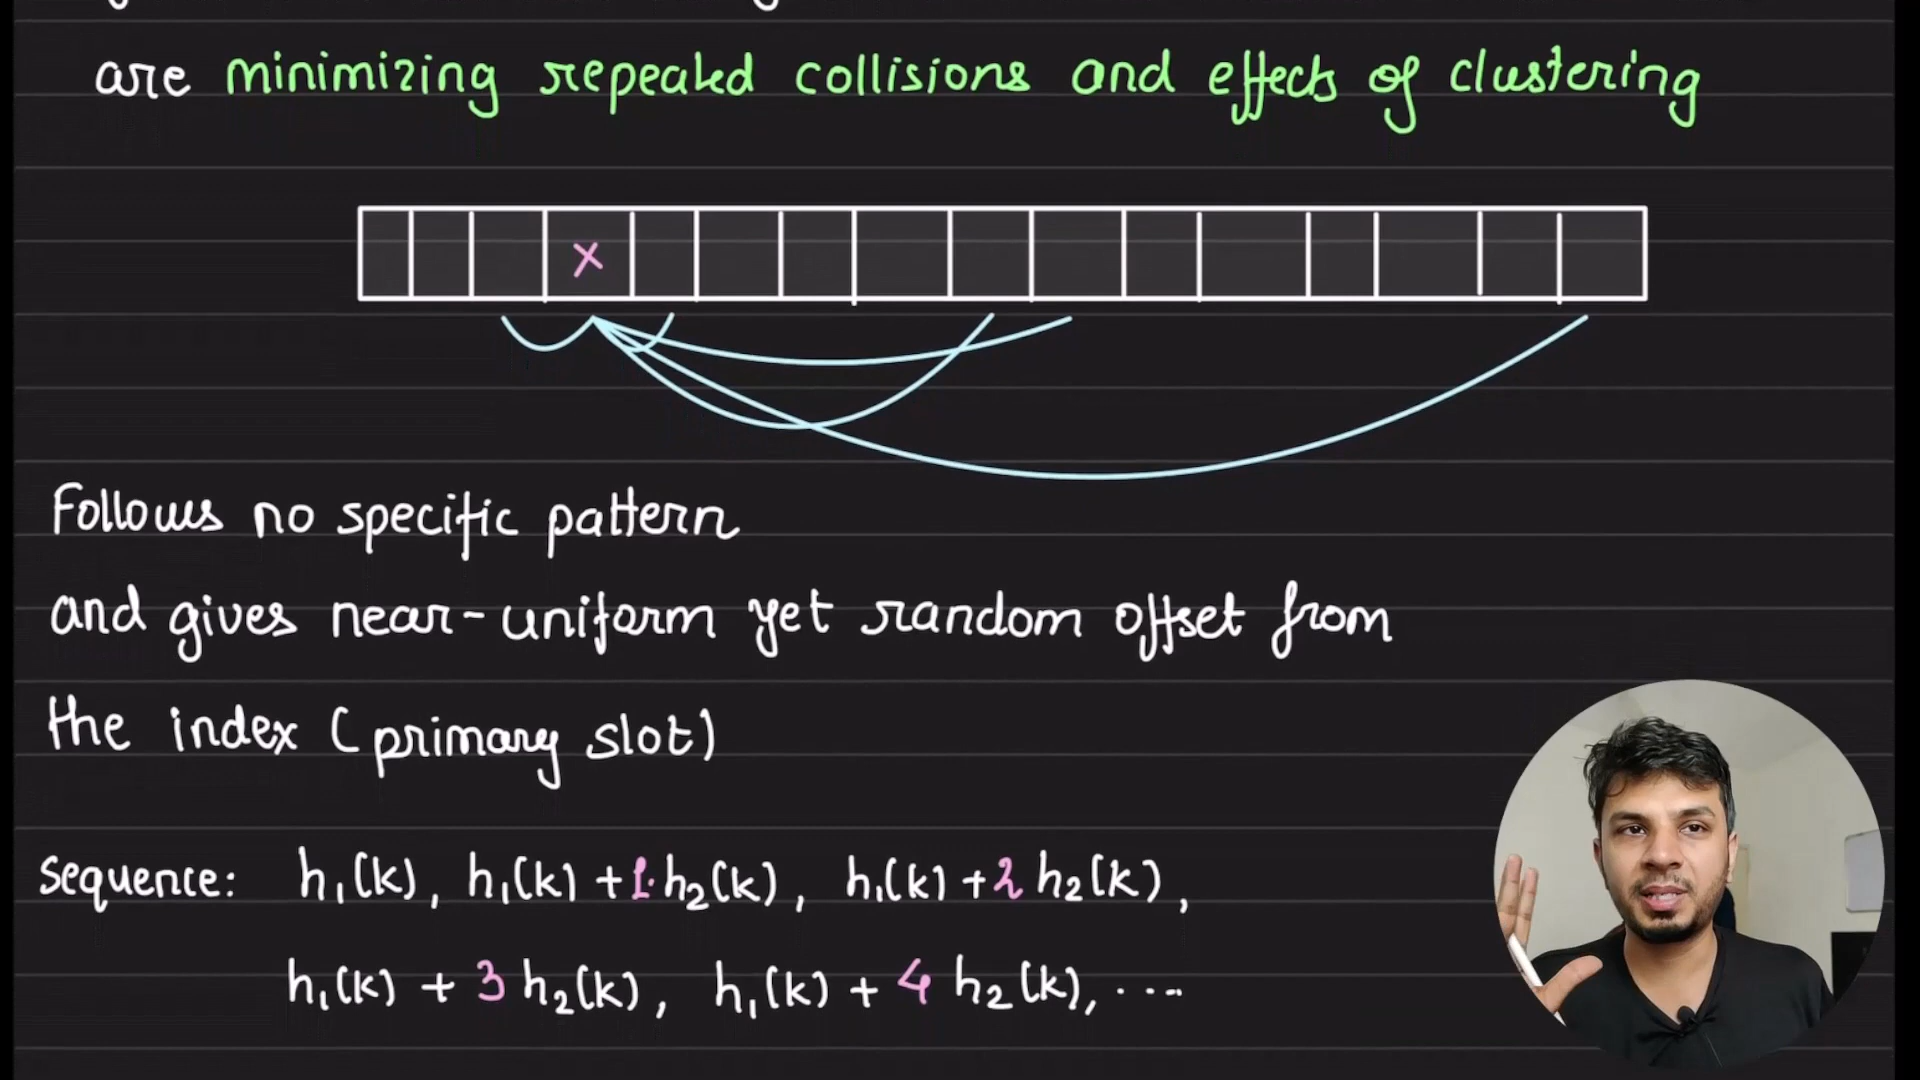 are minimizing repeated collisions and effects of clustering
x
Follows no specific pattern
and gives near-uniform yet random offset from
the index (primary slot)
Sequence: h₁(k), h₁(k) + 1·h₂(k), h₁(k) + 2 h₂(k),
h₁(k) + 3 h₂(k), h₁(k) + 4 h₂(k), ....